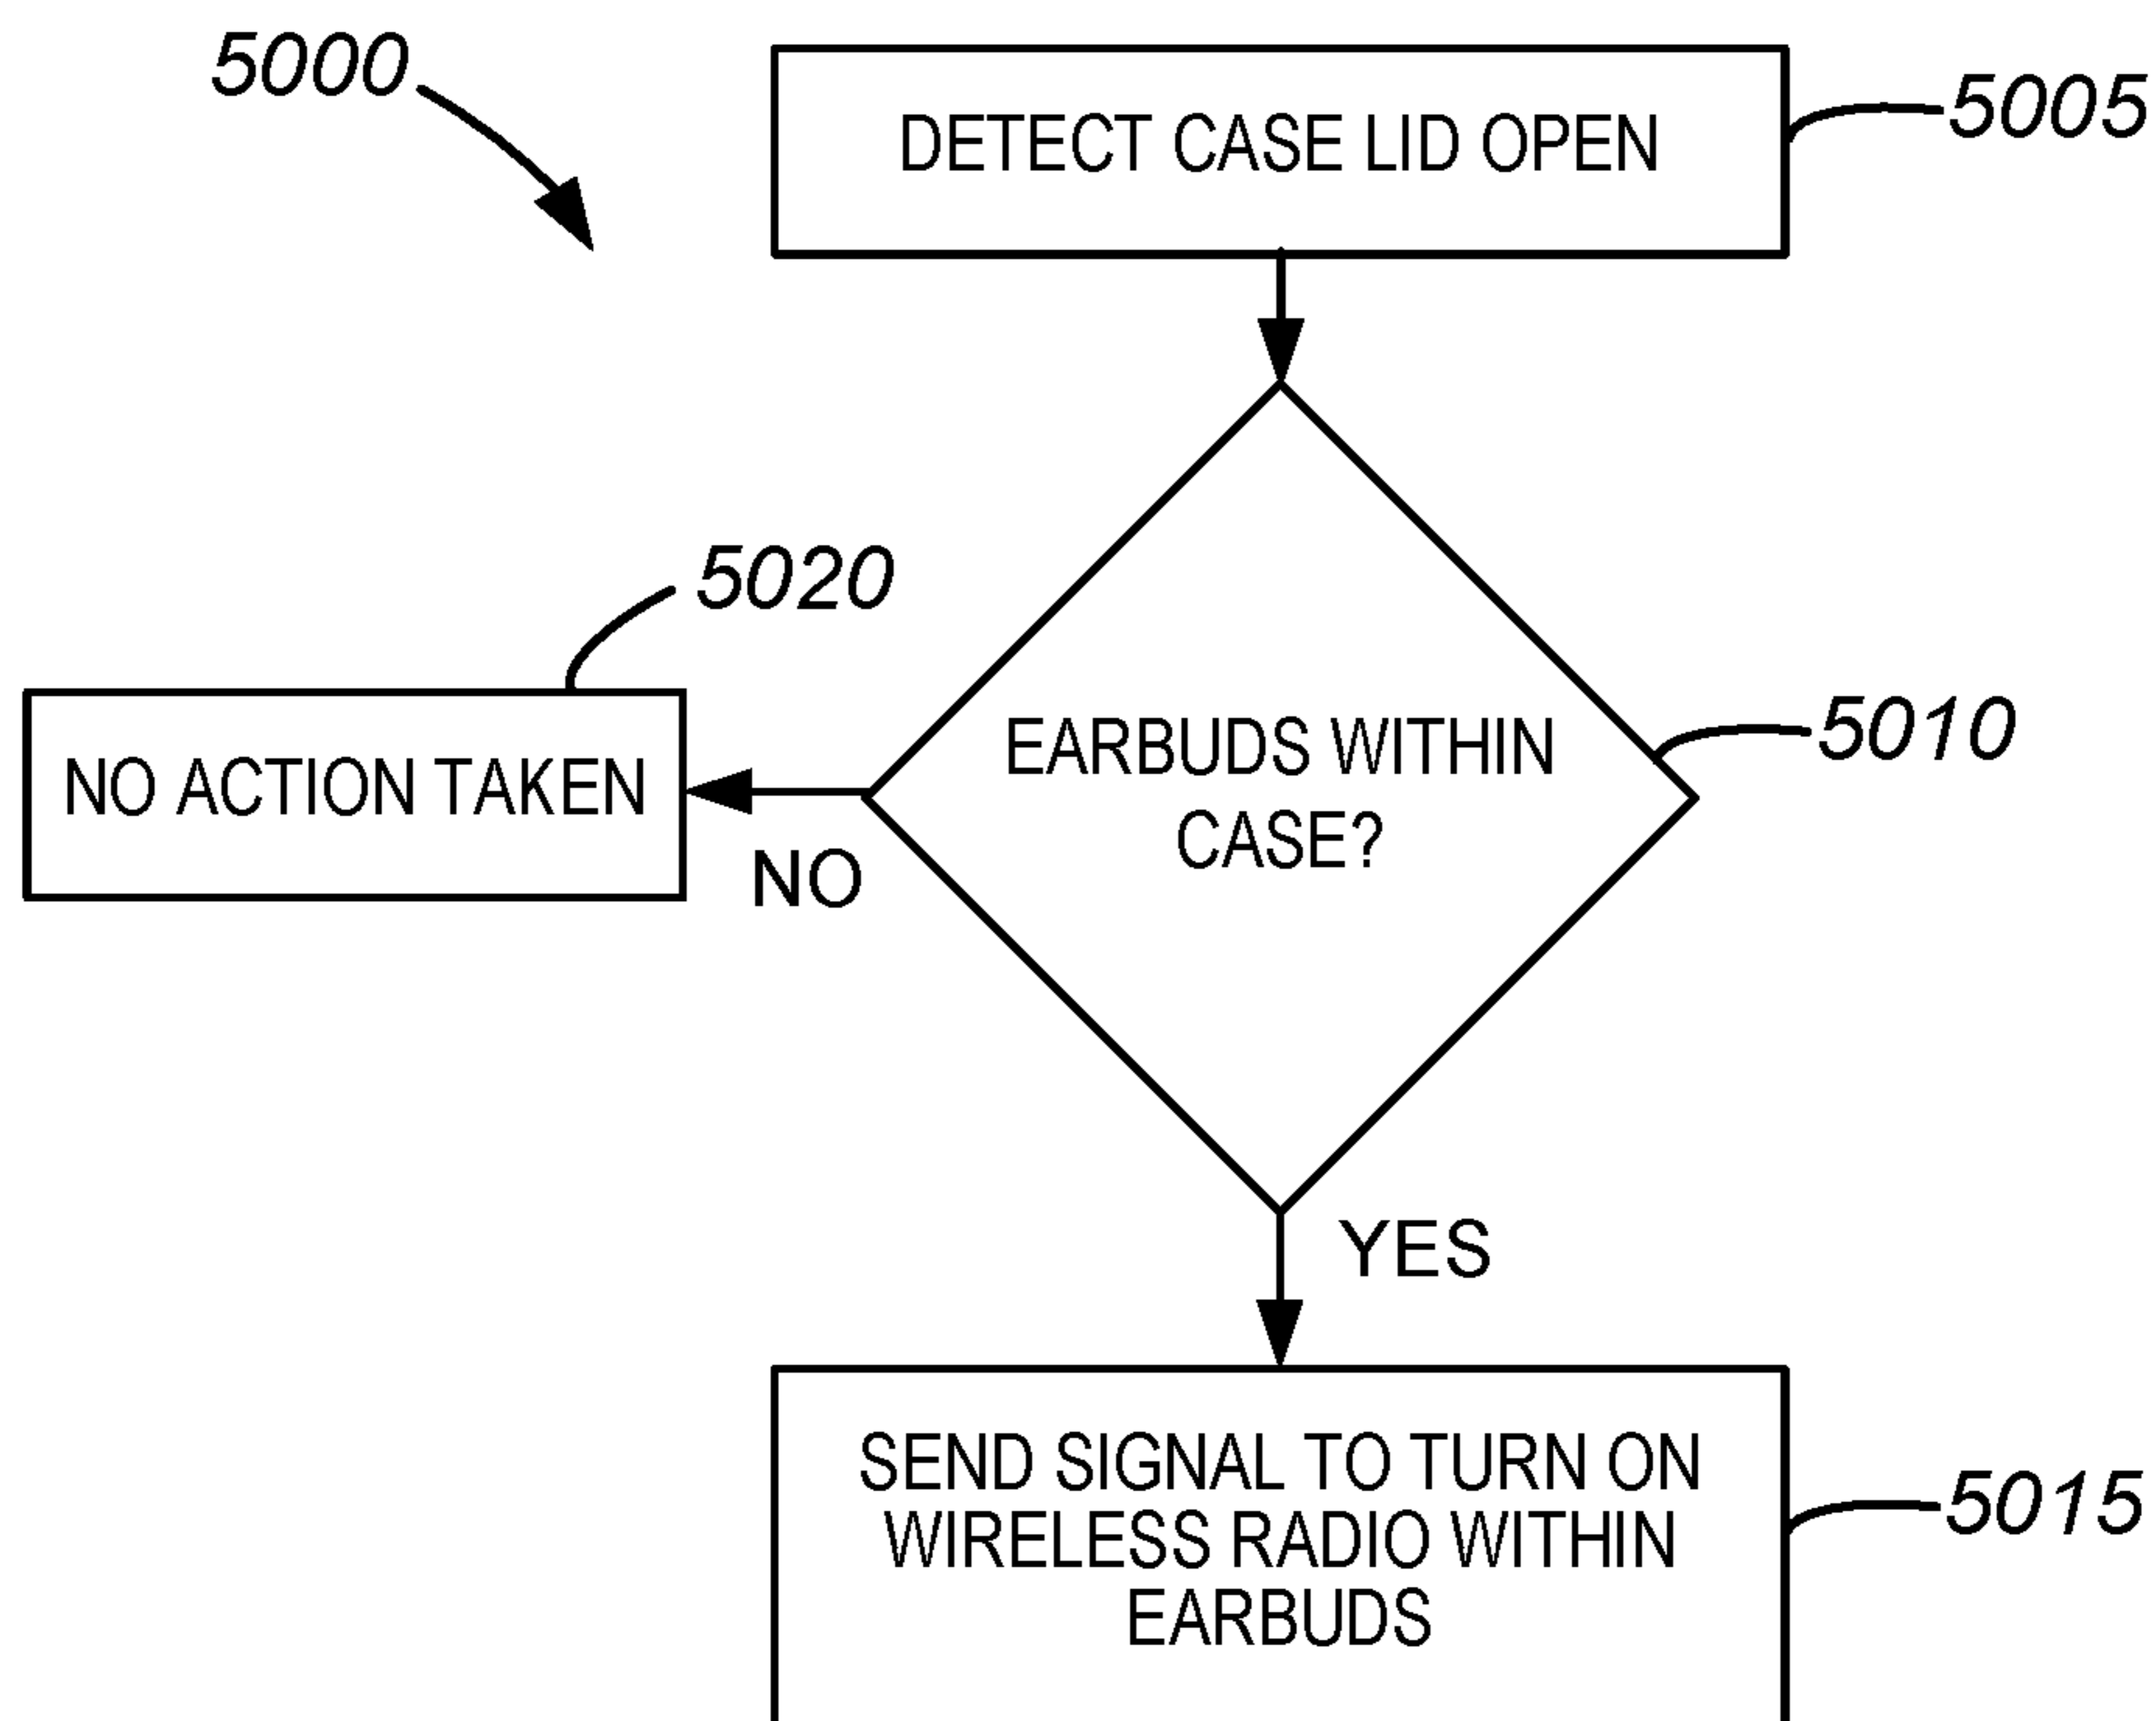 5000
DETECT CASE LID OPEN
5005
5020
EARBUDS WITHIN
CASE?
5010
NO ACTION TAKEN
NO
YES
SEND SIGNAL TO TURN ON
WIRELESS RADIO WITHIN
EARBUDS
5015